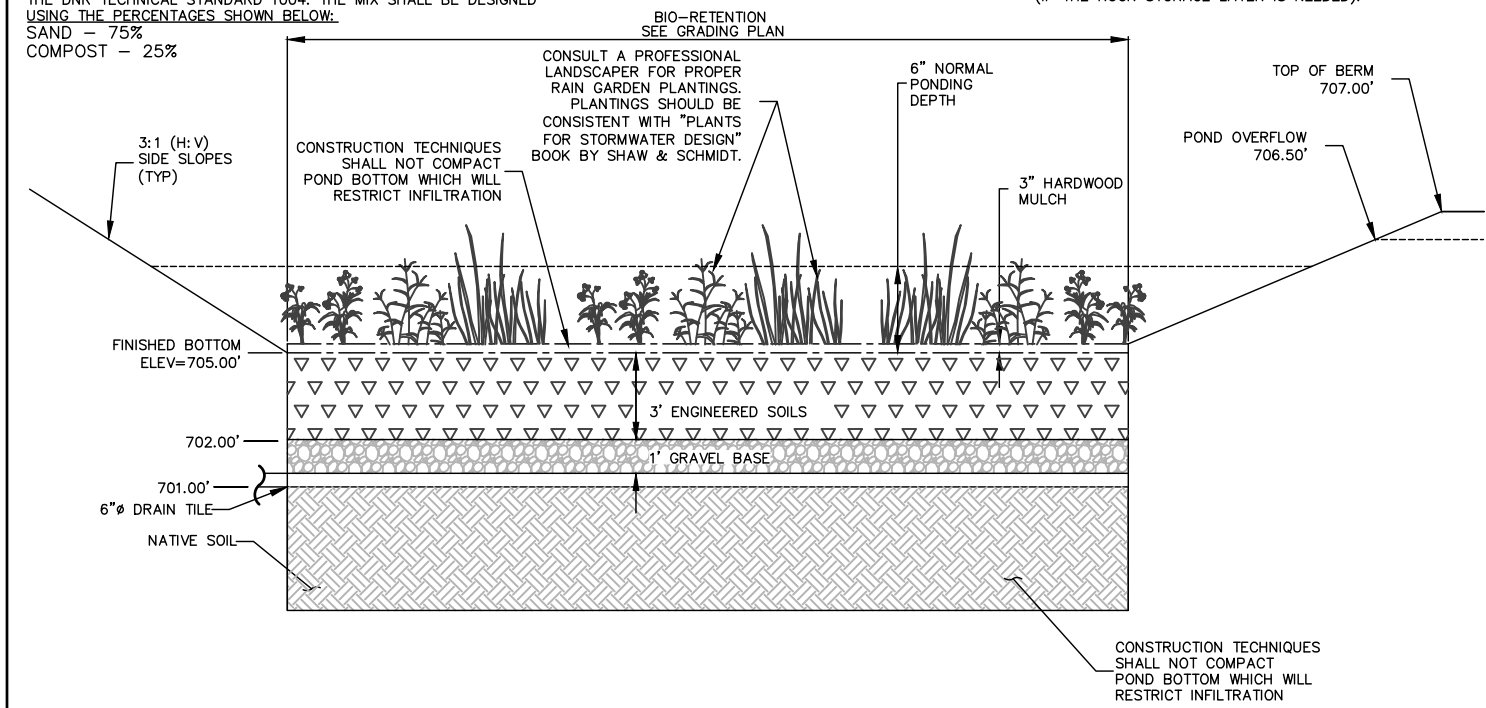 THE DNR TECHNICAL STANDARD 1004. THE MIX SHALL BE DESIGNED
USING THE PERCENTAGES SHOWN BELOW:
SAND – 75%
COMPOST – 25%
BIO–RETENTION
SEE GRADING PLAN
CONSULT A PROFESSIONAL
LANDSCAPER FOR PROPER
RAIN GARDEN PLANTINGS.
PLANTINGS SHOULD BE
CONSISTENT WITH "PLANTS
FOR STORMWATER DESIGN"
BOOK BY SHAW & SCHMIDT.
6" NORMAL
PONDING
DEPTH
TOP OF BERM
707.00'
POND OVERFLOW
706.50'
3:1 (H:V)
SIDE SLOPES
(TYP)
CONSTRUCTION TECHNIQUES
SHALL NOT COMPACT
POND BOTTOM WHICH WILL
RESTRICT INFILTRATION
3" HARDWOOD
MULCH
FINISHED BOTTOM
ELEV=705.00'
3' ENGINEERED SOILS
702.00'
1' GRAVEL BASE
701.00'
6"ø DRAIN TILE
NATIVE SOIL
CONSTRUCTION TECHNIQUES
SHALL NOT COMPACT
POND BOTTOM WHICH WILL
RESTRICT INFILTRATION